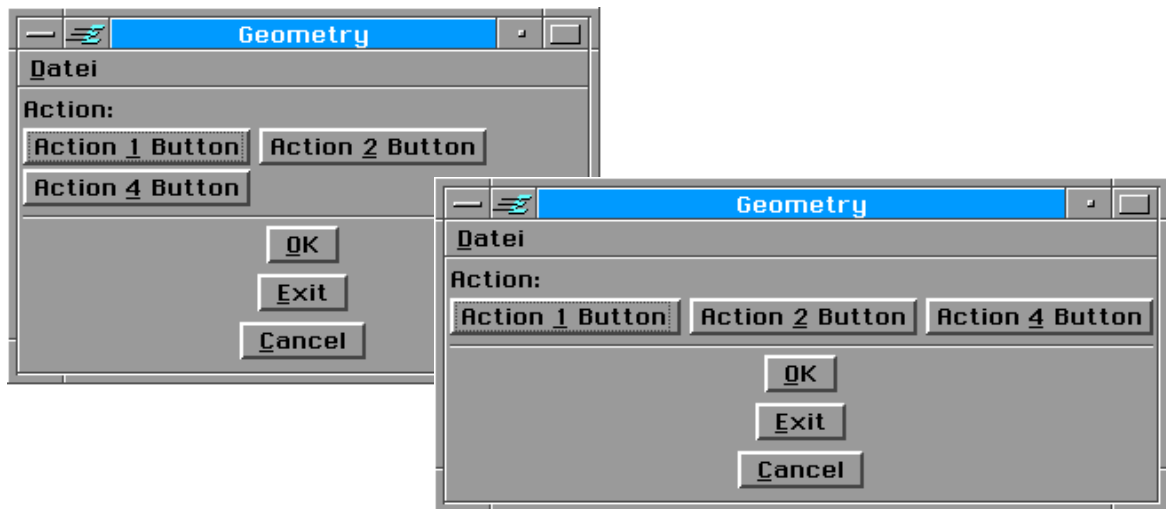 Geometry
Datei
Action:
Action 1 Button Action 2 Button
Action 4 Button
OK
Exit
Cancel
Geometry
Datei
Action:
Action 1 Button Action 2 Button Action 4 Button
OK
Exit
Cancel